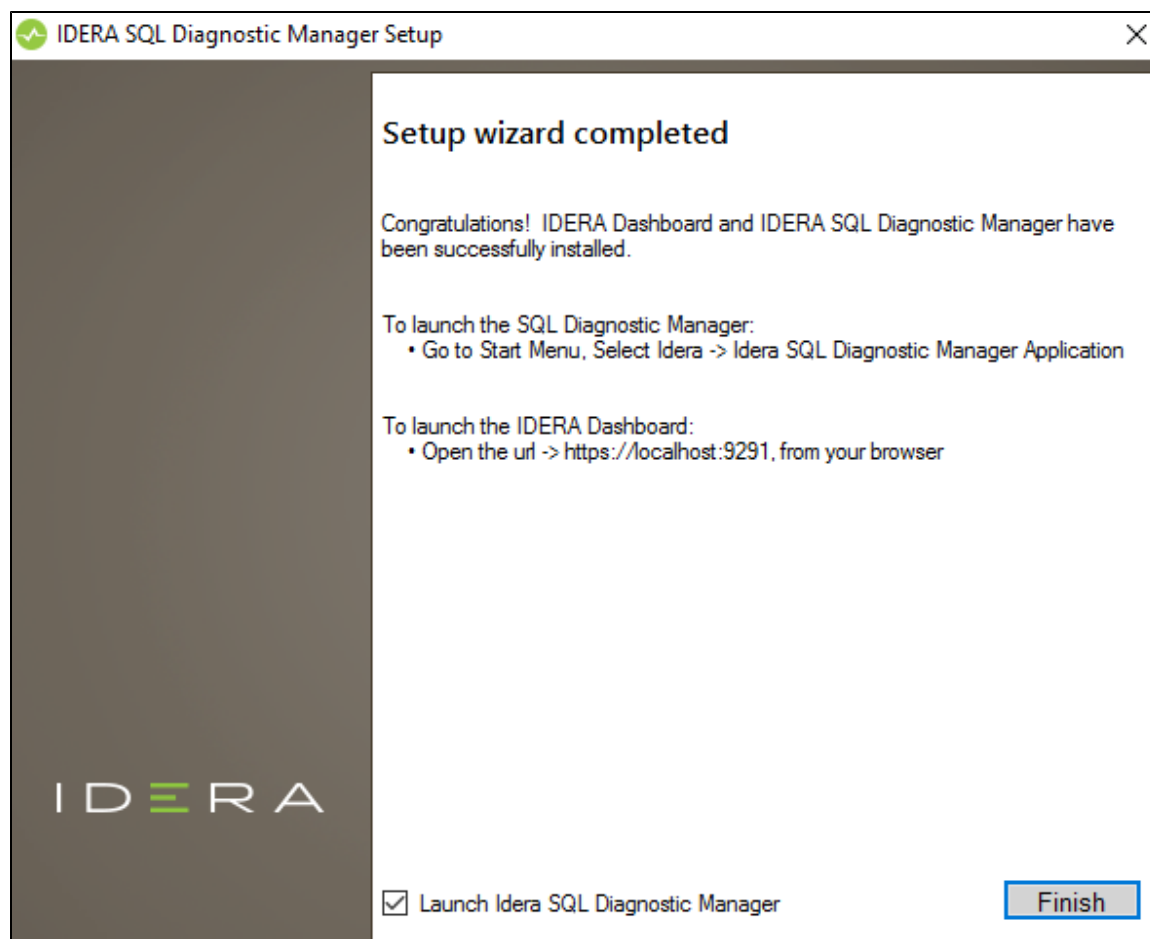 IDERA SQL Diagnostic Manager Setup
Setup wizard completed
Congratulations! IDERA Dashboard and IDERA SQL Diagnostic Manager have
been successfully installed.
To launch the SQL Diagnostic Manager:
• Go to Start Menu, Select Idera -> Idera SQL Diagnostic Manager Application
To launch the IDERA Dashboard:
• Open the url -> https://localhost:9291, from your browser
IDERA
Launch Idera SQL Diagnostic Manager
Finish